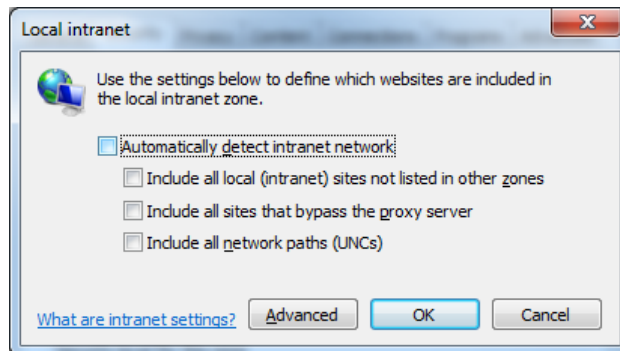 Local intranet
Use the settings below to define which websites are included in
the local intranet zone.
Automatically detect intranet network
Include all local (intranet) sites not listed in other zones
Include all sites that bypass the proxy server
Include all network paths (UNCs)
What are intranet settings?
Advanced
OK
Cancel